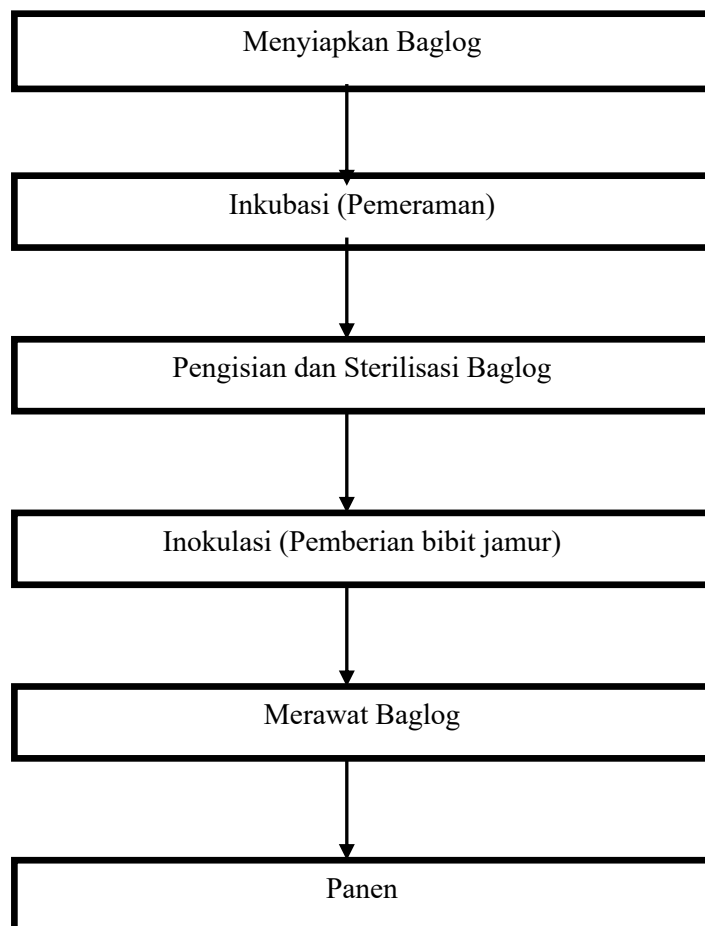 Menyiapkan Baglog
Inkubasi (Pemeraman)
Pengisian dan Sterilisasi Baglog
Inokulasi (Pemberian bibit jamur)
Merawat Baglog
Panen